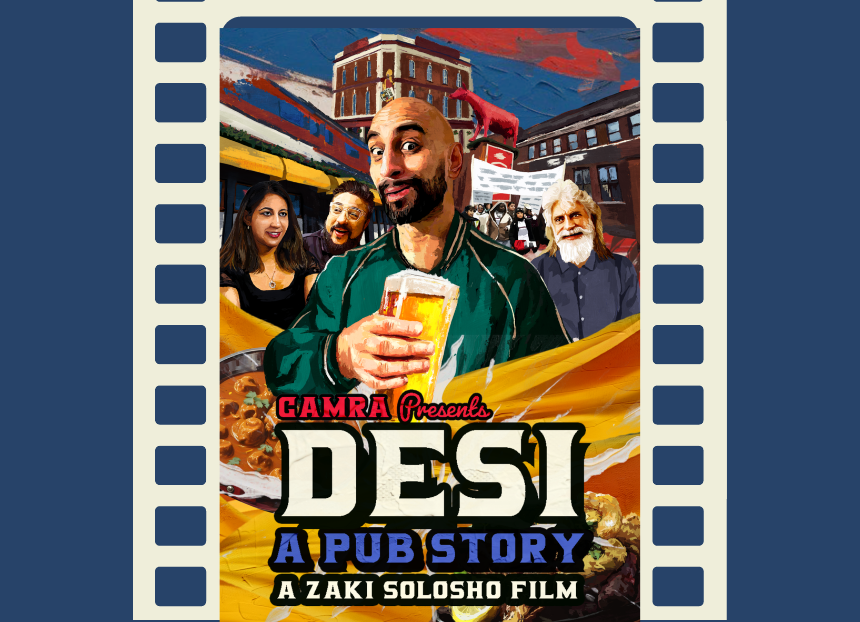 CAMRA Presents
DESI
A PUB STORY
A ZAKI SOLOSHO FILM